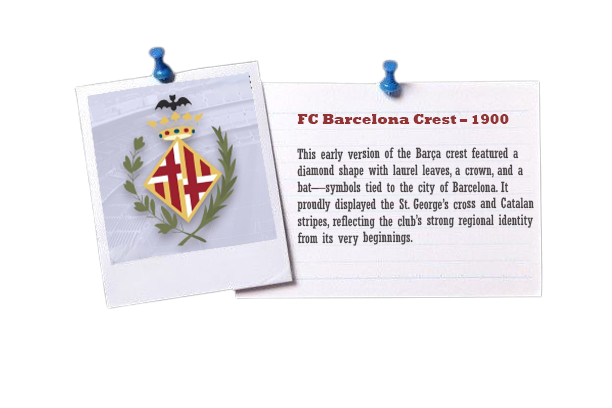 FC Barcelona Crest – 1900
This early version of the Barça crest featured a
diamond shape with laurel leaves, a crown, and a
bat—symbols tied to the city of Barcelona. It
proudly displayed the St. George's cross and Catalan
stripes, reflecting the club's strong regional identity
from its very beginnings.